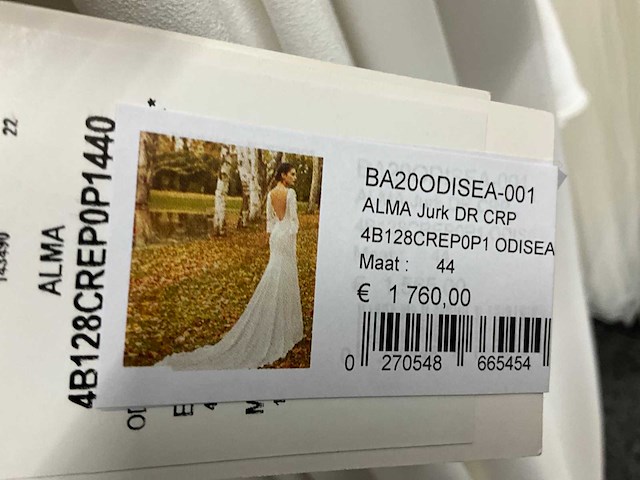 BA20ODISEA-001
ALMA Jurk DR CRP
4B128CREP0P1 ODISEA
Maat : 44
€ 1 760,00
0 270548 665454
ALMA
4B128CREP0P1440
22